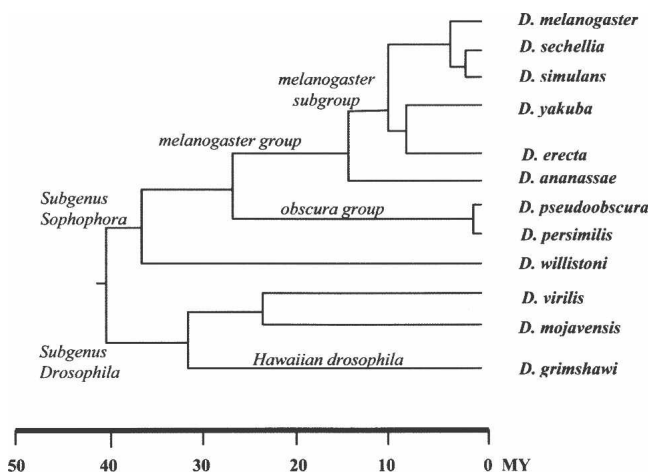 D. melanogaster
D. sechellia
D. simulans
melanogaster
subgroup
D. yakuba
melanogaster group
D. erecta
D. ananassae
Subgenus
Sophophora
obscura group
D. pseudoobscura
D. persimilis
D. willistoni
D. virilis
D. mojavensis
Subgenus
Drosophila
Hawaiian drosophila
D. grimshawi
50 40 30 20 10 0 MY